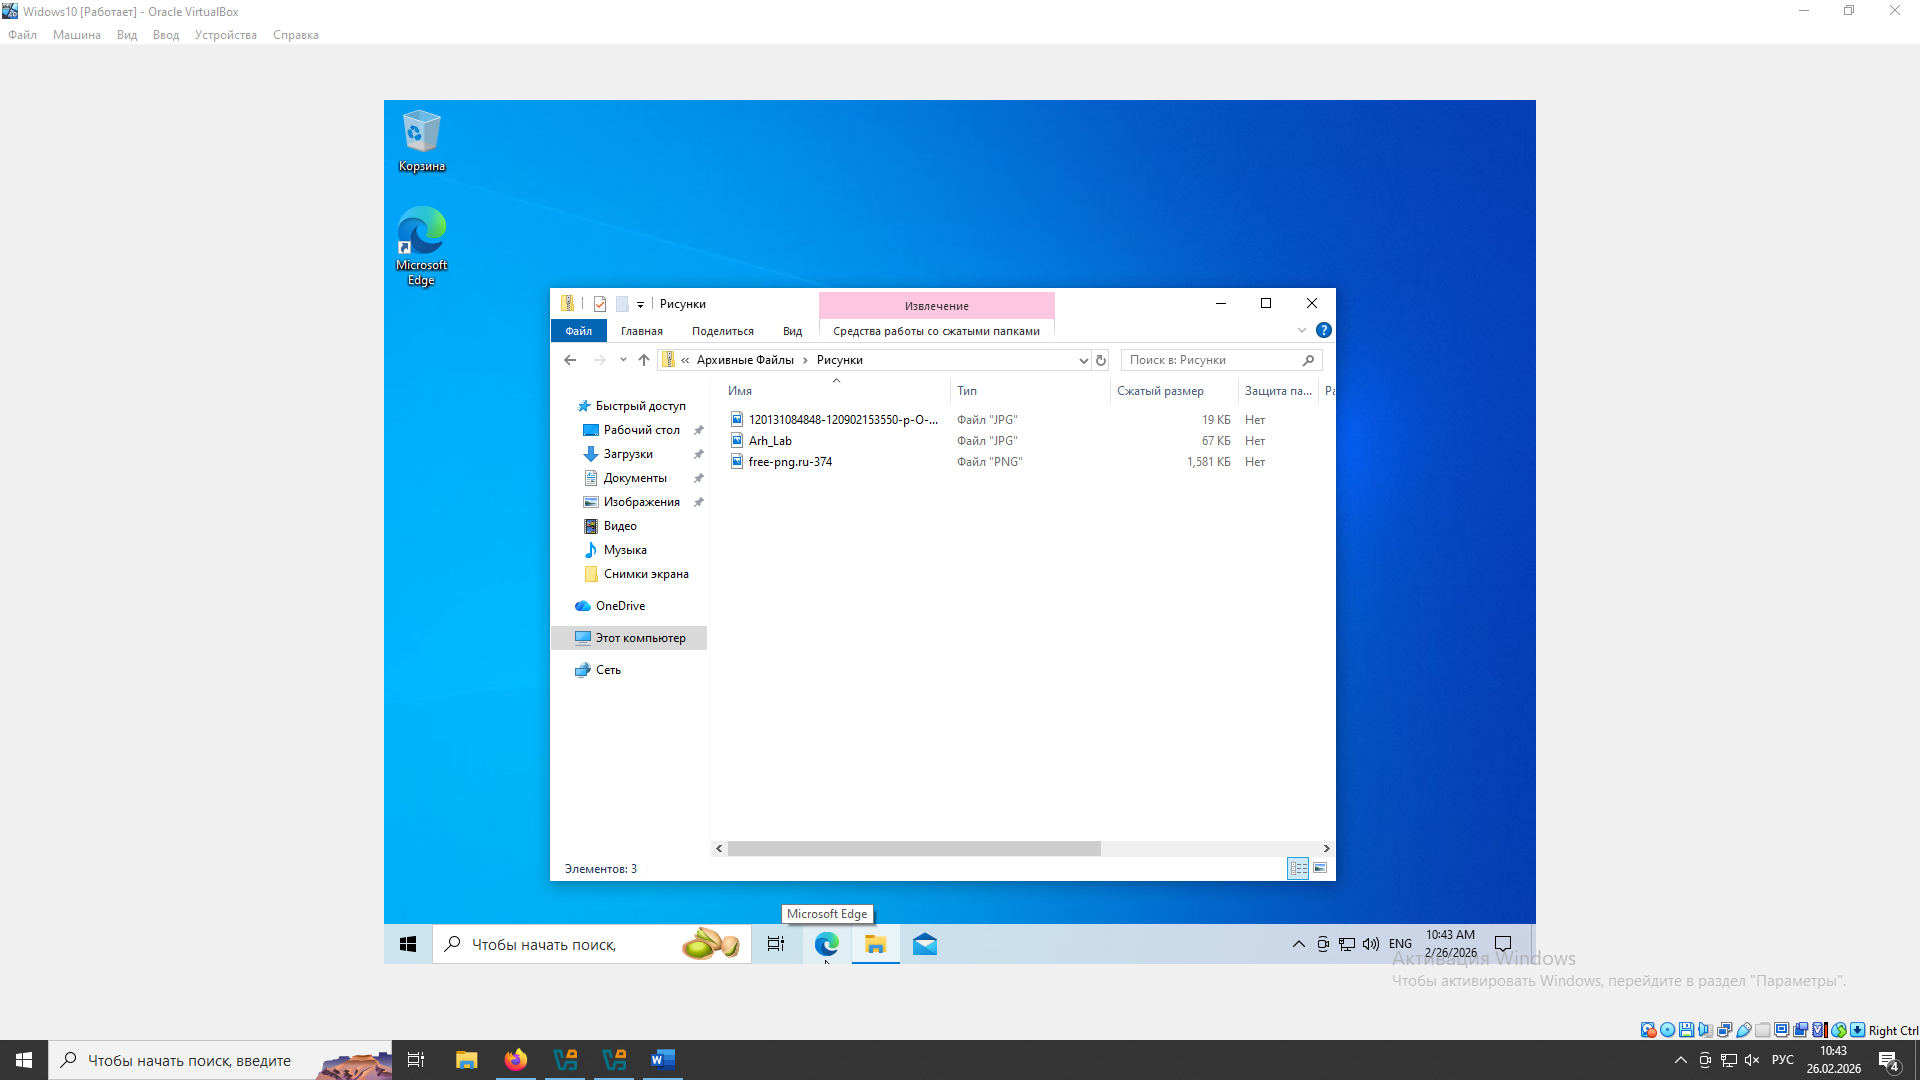 Widows10 [Работает] - Oracle VirtualBox
Файл Машина Вид Ввод Устройства Справка
Корзина
Microsoft
Edge
Рисунки
Извлечение
Файл Главная Поделиться Вид Средства работы со сжатыми папками
« Архивные Файлы › Рисунки
Поиск в: Рисунки
Имя Тип Сжатый размер Защита па... Ра
120131084848-120902153550-p-O-... Файл "JPG" 19 КБ Нет
Arh_Lab Файл "JPG" 67 КБ Нет
free-png.ru-374 Файл "PNG" 1,581 КБ Нет
Быстрый доступ
Рабочий стол
Загрузки
Документы
Изображения
Видео
Музыка
Снимки экрана
OneDrive
Этот компьютер
Сеть
Элементов: 3
Microsoft Edge
Чтобы начать поиск,
ENG
10:43 AM
2/26/2026
Активация Windows
Чтобы активировать Windows, перейдите в раздел "Параметры".
Right Ctrl
Чтобы начать поиск, введите
РУС
10:43
26.02.2026
4